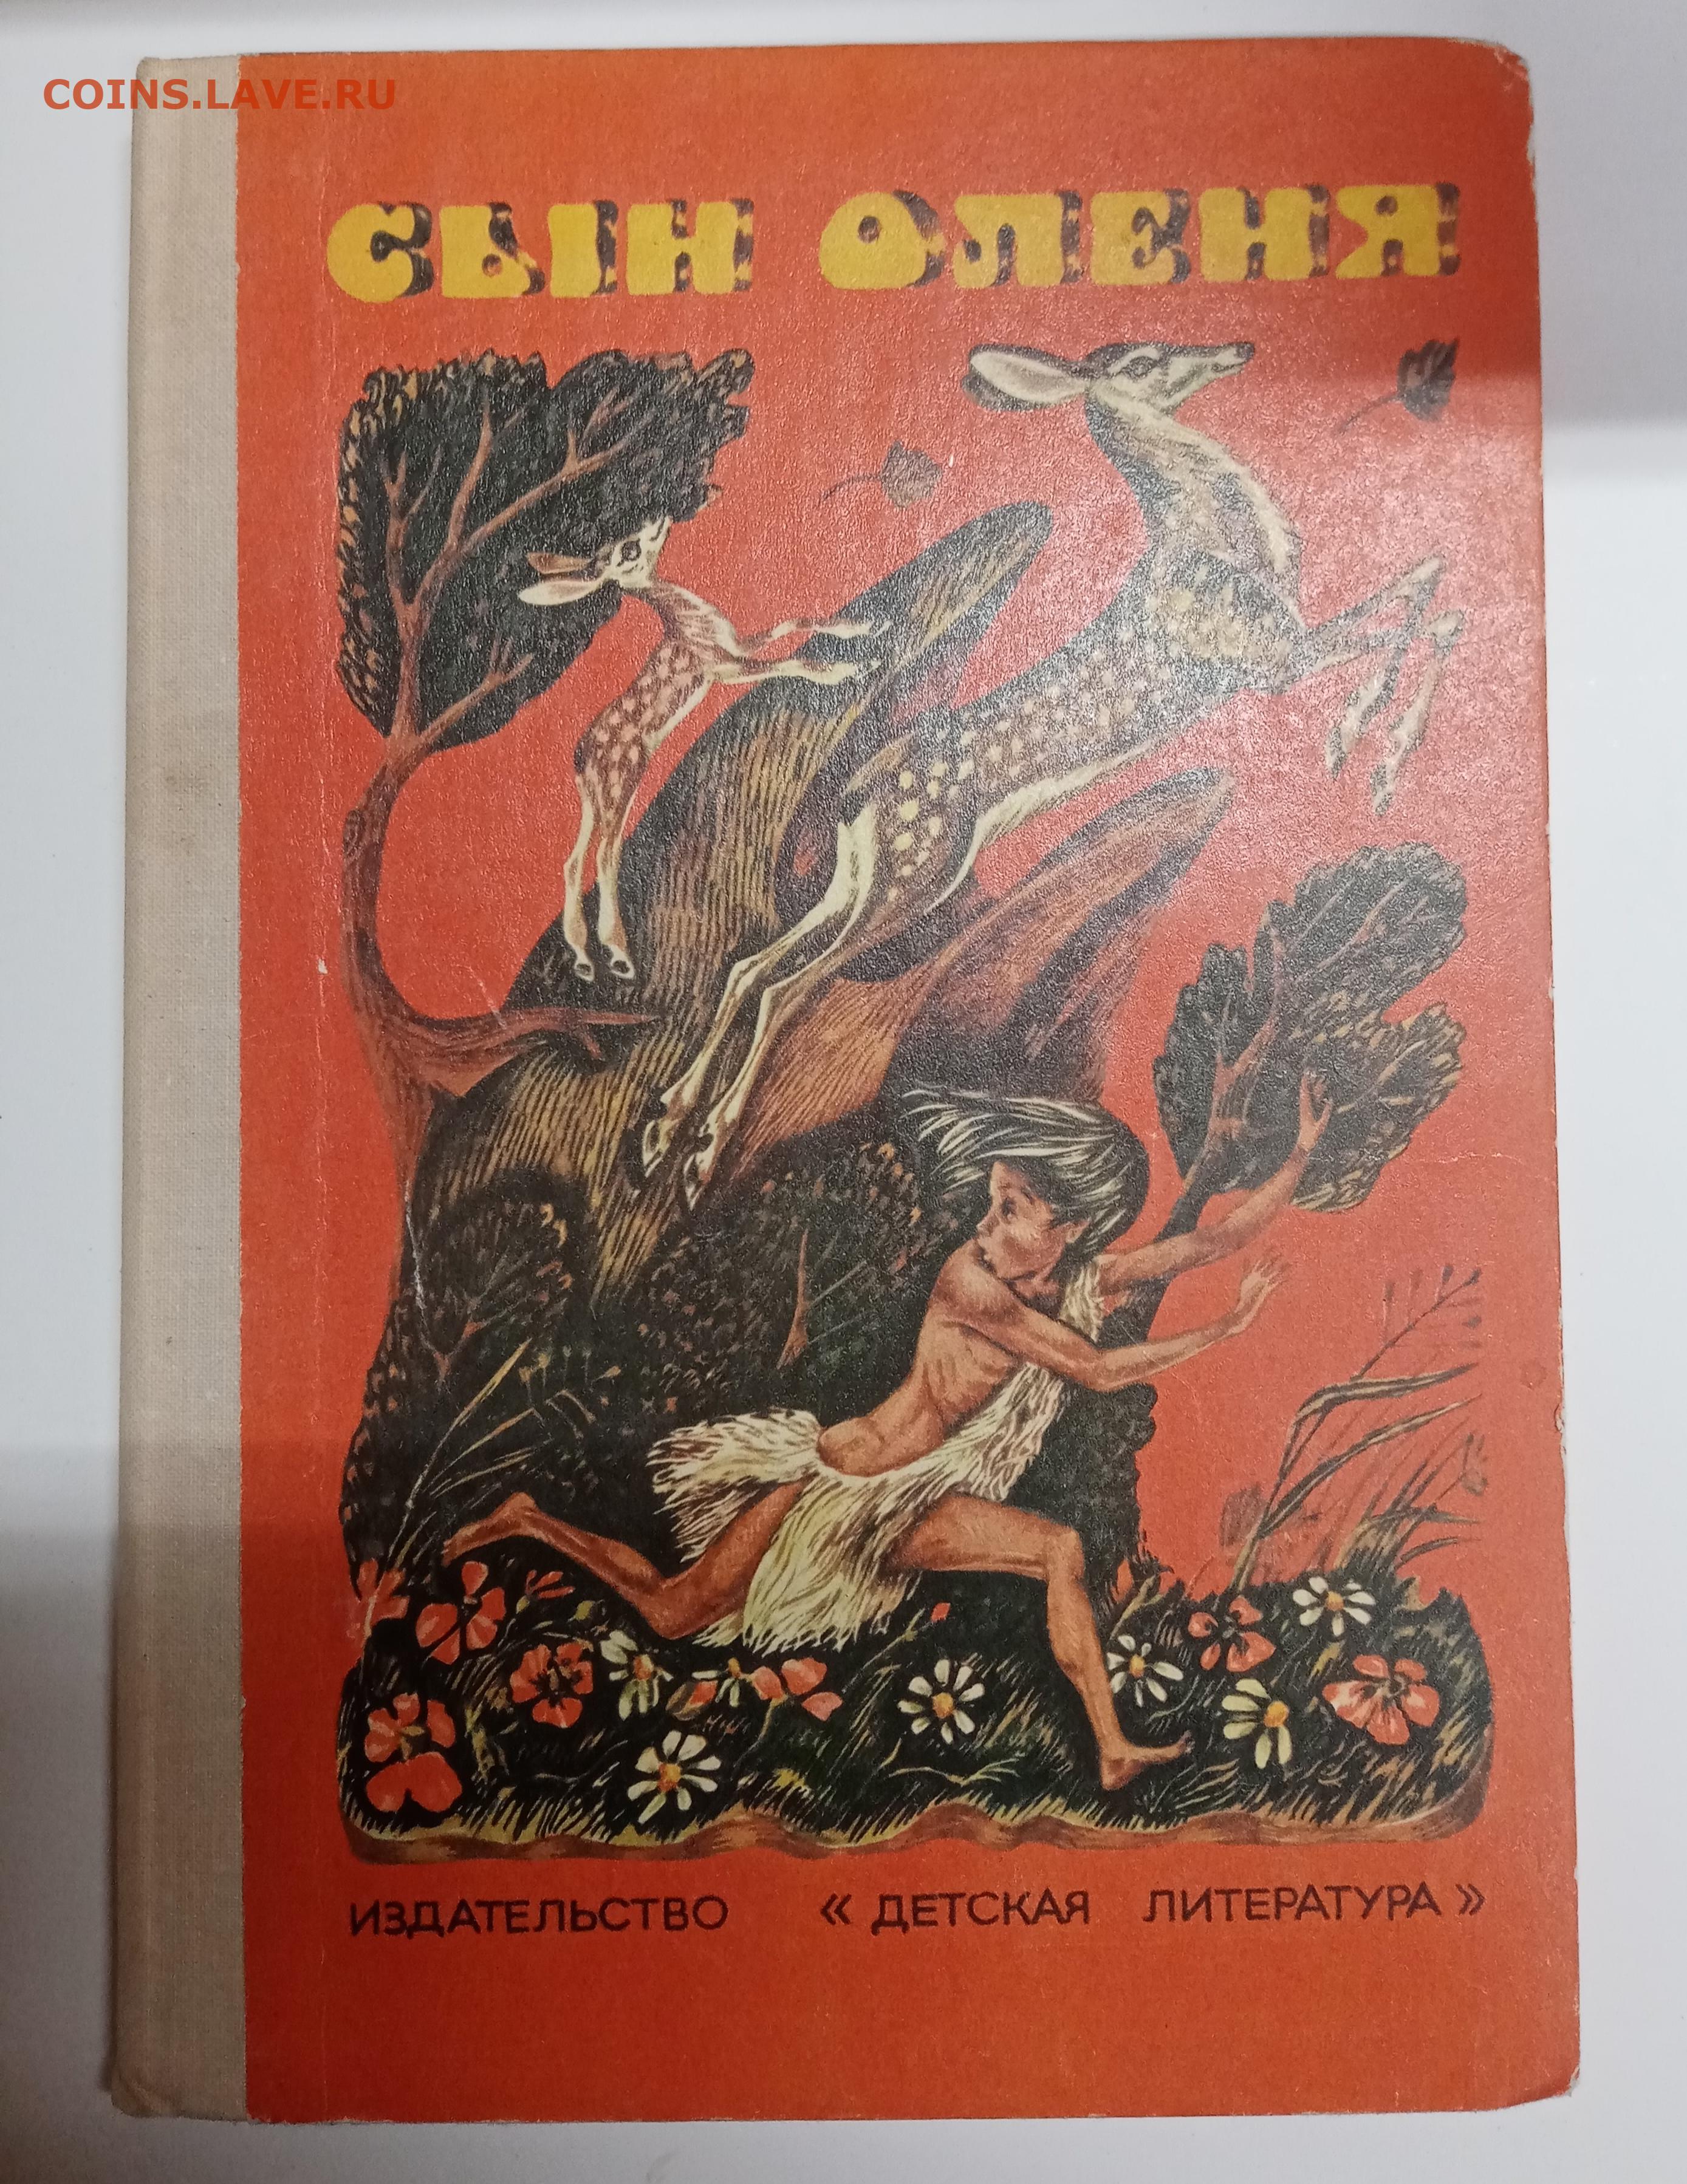 COINS.LAVE.RU
СЫН ОЛЕНЯ
ИЗДАТЕЛЬСТВО « ДЕТСКАЯ ЛИТЕРАТУРА »